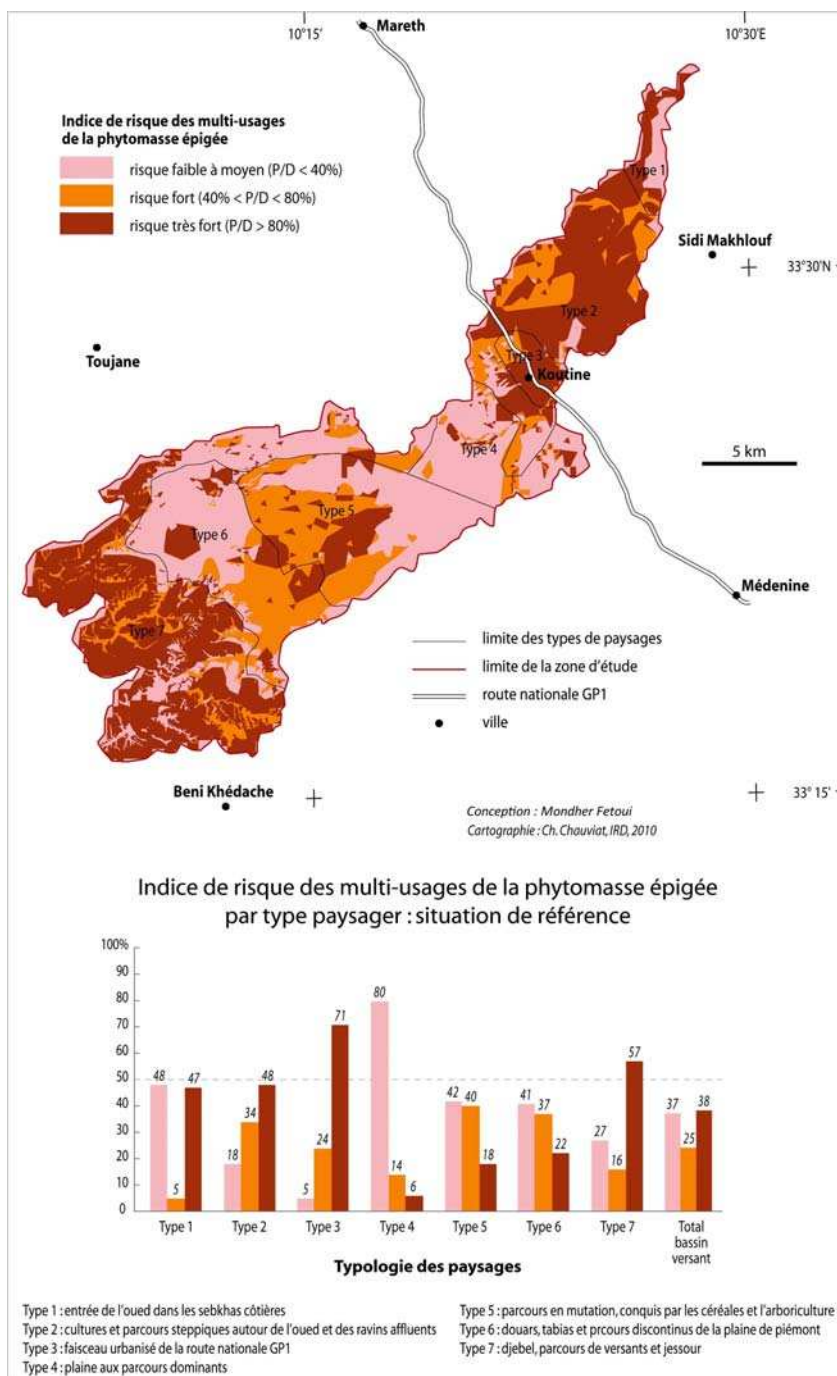 10°15'
Mareth
10°30'E
Indice de risque des multi-usages
de la phytomasse épigée
risque faible à moyen (P/D < 40%)
risque fort (40% < P/D < 80%)
risque très fort (P/D > 80%)
Type 1
Sidi Makhlouf
33°30'N
Type 2
Toujane
Type 3
Koutine
Type 4
5 km
Type 5
Type 6
Médenine
Type 7
limite des types de paysages
limite de la zone d'étude
route nationale GP1
ville
Beni Khédache
33° 15'
Conception : Mondher Fetoui
Cartographie : Ch. Chauviat, IRD, 2010
Indice de risque des multi-usages de la phytomasse épigée
par type paysager : situation de référence
100%
90
80
70
60
50
40
30
20
10
0
48 5 47
18 34 48
5 24 71
80 14 6
42 40 18
41 37 22
27 16 57
37 25 38
Type 1 Type 2 Type 3 Type 4 Type 5 Type 6 Type 7 Total
bassin
versant
Typologie des paysages
Type 1 : entrée de l'oued dans les sebkhas côtières
Type 2 : cultures et parcours steppiques autour de l'oued et des ravins affluents
Type 3 : faisceau urbanisé de la route nationale GP1
Type 4 : plaine aux parcours dominants
Type 5 : parcours en mutation, conquis par les céréales et l'arboriculture
Type 6 : douars, tabias et prcours discontinus de la plaine de piémont
Type 7 : djebel, parcours de versants et jessour